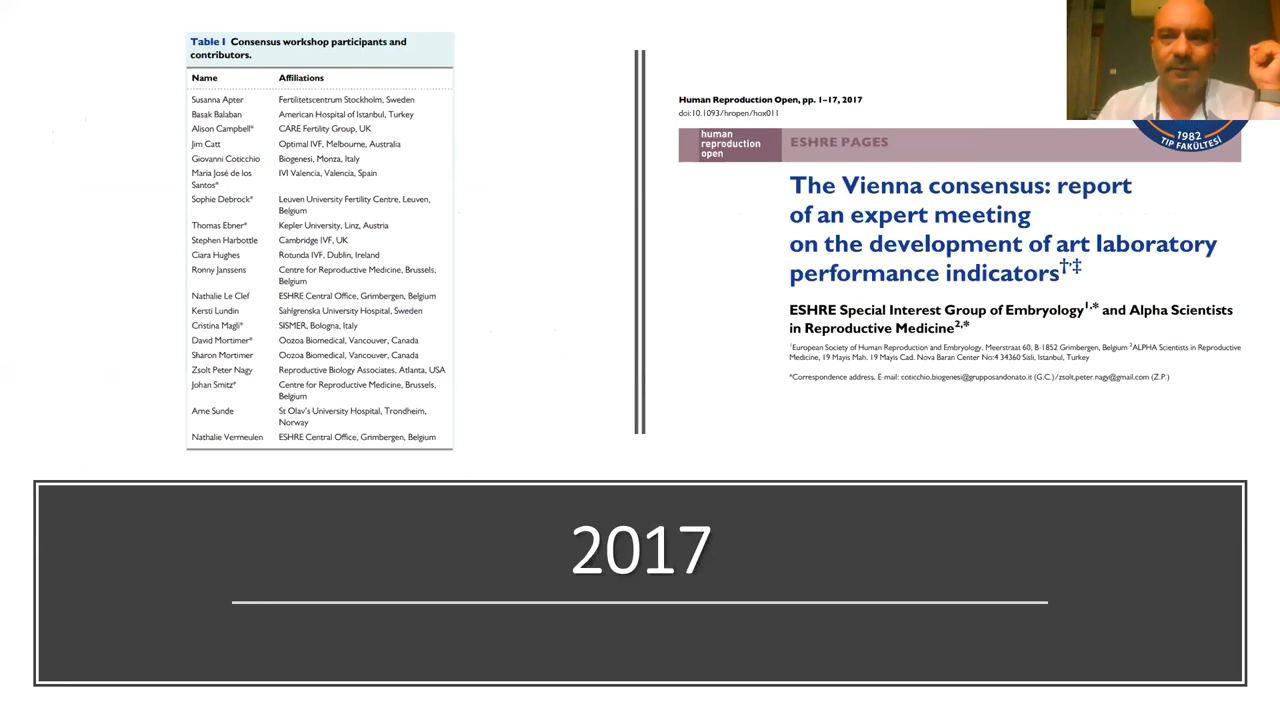 Table I Consensus workshop participants and
contributors.
Name Affiliations
Susanna Apter Fertilitetscentrum Stockholm, Sweden
Basak Balaban American Hospital of Istanbul, Turkey
Alison Campbell* CARE Fertility Group, UK
Jim Catt Optimal IVF, Melbourne, Australia
Giovanni Coticchio Biogenesi, Monza, Italy
Maria José de los IVI Valencia, Valencia, Spain
Santos*
Sophie Debrock* Leuven University Fertility Centre, Leuven,
Belgium
Thomas Ebner* Kepler University, Linz, Austria
Stephen Harbottle Cambridge IVF, UK
Ciara Hughes Rotunda IVF, Dublin, Ireland
Ronny Janssens Centre for Reproductive Medicine, Brussels,
Belgium
Nathalie Le Clef ESHRE Central Office, Grimbergen, Belgium
Kersti Lundin Sahlgrenska University Hospital, Sweden
Cristina Magli* SISMER, Bologna, Italy
David Mortimer* Oozoa Biomedical, Vancouver, Canada
Sharon Mortimer Oozoa Biomedical, Vancouver, Canada
Zsolt Peter Nagy Reproductive Biology Associates, Atlanta, USA
Johan Smitz* Centre for Reproductive Medicine, Brussels,
Belgium
Arne Sunde St Olav's University Hospital, Trondheim,
Norway
Nathalie Vermeulen ESHRE Central Office, Grimbergen, Belgium
Human Reproduction Open, pp. 1–17, 2017
doi:10.1093/hropen/hox011
human
reproduction
open
ESHRE PAGES
1982
TIP FAKÜLTESİ
The Vienna consensus: report
of an expert meeting
on the development of art laboratory
performance indicators†,‡
ESHRE Special Interest Group of Embryology1,* and Alpha Scientists
in Reproductive Medicine2,*
1European Society of Human Reproduction and Embryology, Meerstraat 60, B-1852 Grimbergen, Belgium 2ALPHA Scientists in Reproductive
Medicine, 19 Mayis Mah. 19 Mayis Cad. Nova Baran Center No:4 34360 Sisli, Istanbul, Turkey
*Correspondence address. E-mail: coticchio.biogenesi@grupposandonato.it (G.C.)/zsolt.peter.nagy@gmail.com (Z.P.)
2017